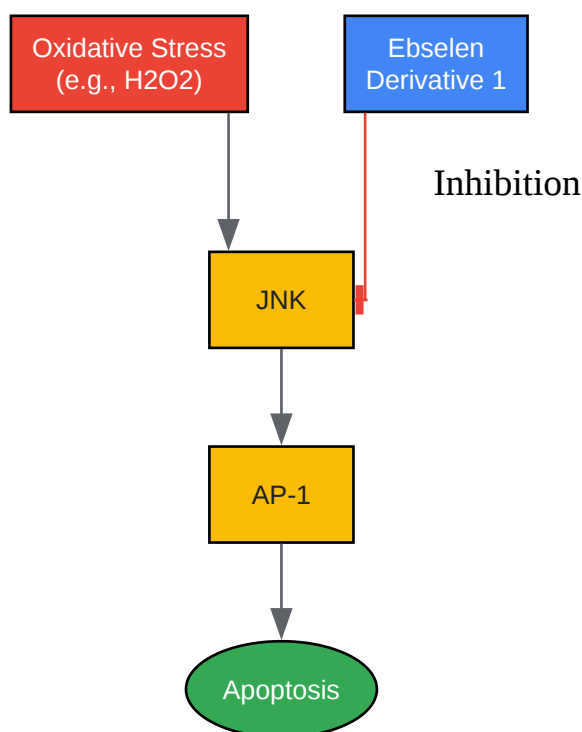 Oxidative Stress
(e.g., H2O2)
Ebselen
Derivative 1
Inhibition
JNK
AP-1
Apoptosis